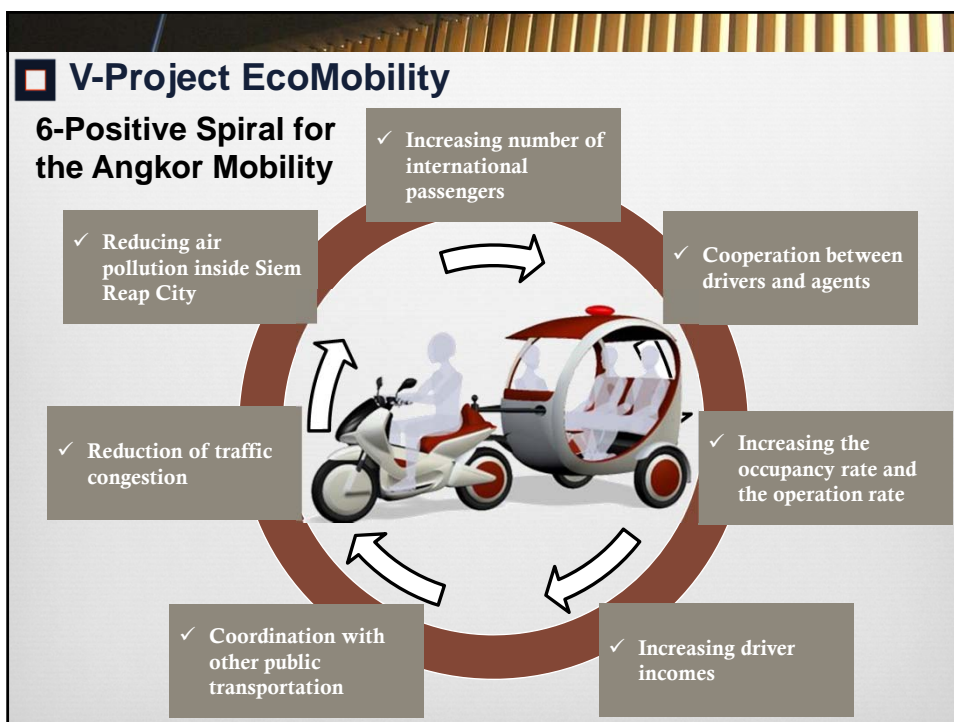 V-Project EcoMobility
6-Positive Spiral for
the Angkor Mobility
✓ Increasing number of
international
passengers
✓ Cooperation between
drivers and agents
✓ Increasing the
occupancy rate and
the operation rate
✓ Increasing driver
incomes
✓ Coordination with
other public
transportation
✓ Reduction of traffic
congestion
✓ Reducing air
pollution inside Siem
Reap City